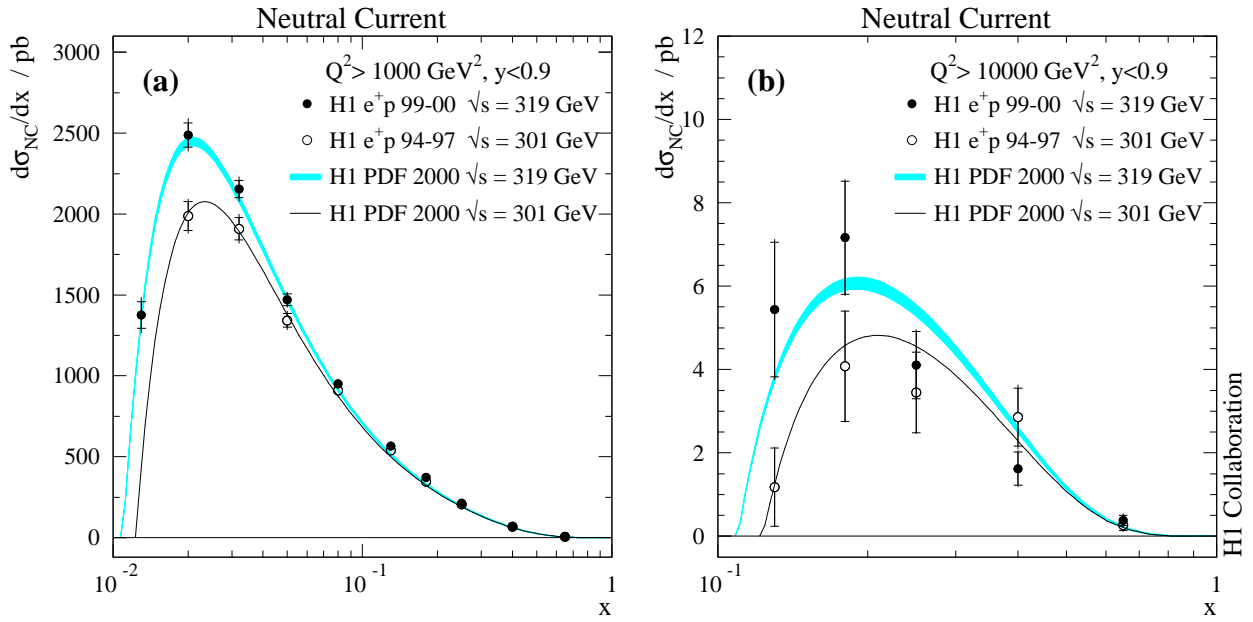 Neutral Current
(a)
Q²> 1000 GeV², y<0.9
H1 e⁺p 99-00 √s = 319 GeV
H1 e⁺p 94-97 √s = 301 GeV
H1 PDF 2000 √s = 319 GeV
H1 PDF 2000 √s = 301 GeV
dσNC/dx / pb
3000
2500
2000
1500
1000
500
0
10⁻² 10⁻¹ 1
x
Neutral Current
(b)
Q²> 10000 GeV², y<0.9
H1 e⁺p 99-00 √s = 319 GeV
H1 e⁺p 94-97 √s = 301 GeV
H1 PDF 2000 √s = 319 GeV
H1 PDF 2000 √s = 301 GeV
dσNC/dx / pb
12
10
8
6
4
2
0
10⁻¹ 1
x
H1 Collaboration